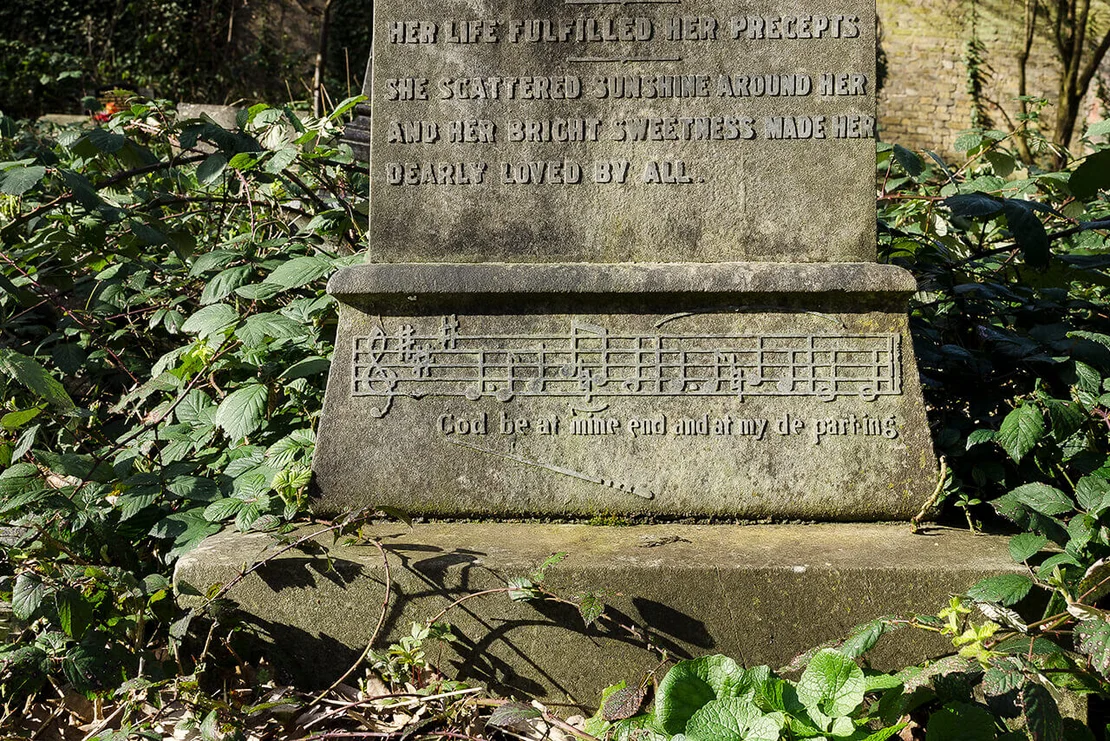 HER LIFE FULFILLED HER PRECEPTS
SHE SCATTERED SUNSHINE AROUND HER
AND HER BRIGHT SWEETNESS MADE HER
DEARLY LOVED BY ALL.
God be at mine end and at my de parting